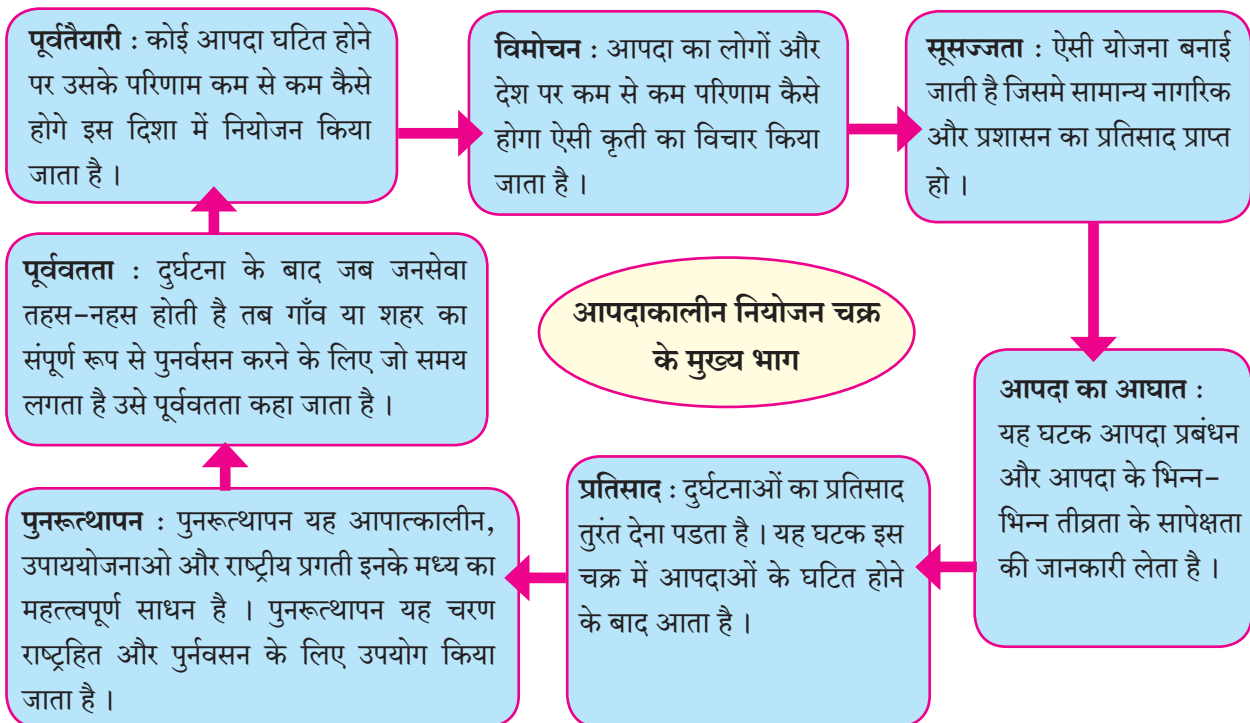 पूर्वतैयारी : कोई आपदा घटित होने
पर उसके परिणाम कम से कम कैसे
होगे इस दिशा में नियोजन किया
जाता है ।
विमोचन : आपदा का लोगों और
देश पर कम से कम परिणाम कैसे
होगा ऐसी कृती का विचार किया
जाता है ।
सूसज्जता : ऐसी योजना बनाई
जाती है जिसमे सामान्य नागरिक
और प्रशासन का प्रतिसाद प्राप्त
हो ।
आपदाकालीन नियोजन चक्र
के मुख्य भाग
आपदा का आघात :
यह घटक आपदा प्रबंधन
और आपदा के भिन्न–
भिन्न तीव्रता के सापेक्षता
की जानकारी लेता है ।
प्रतिसाद : दुर्घटनाओं का प्रतिसाद
तुरंत देना पडता है । यह घटक इस
चक्र में आपदाओं के घटित होने
के बाद आता है ।
पुनरूत्थापन : पुनरूत्थापन यह आपात्कालीन,
उपाययोजनाओ और राष्ट्रीय प्रगती इनके मध्य का
महत्त्वपूर्ण साधन है । पुनरूत्थापन यह चरण
राष्ट्रहित और पुर्नवसन के लिए उपयोग किया
जाता है ।
पूर्ववतता : दुर्घटना के बाद जब जनसेवा
तहस–नहस होती है तब गाँव या शहर का
संपूर्ण रूप से पुनर्वसन करने के लिए जो समय
लगता है उसे पूर्ववतता कहा जाता है ।